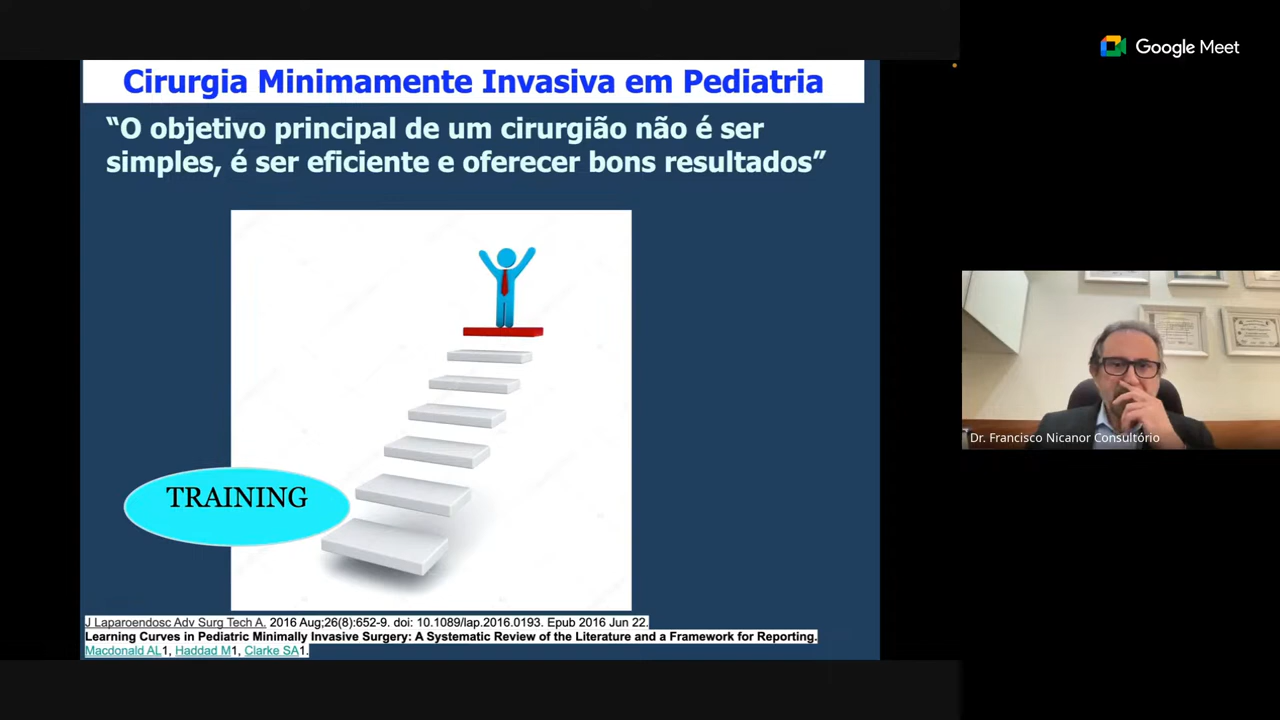 Google Meet
Cirurgia Minimamente Invasiva em Pediatria
“O objetivo principal de um cirurgião não é ser
simples, é ser eficiente e oferecer bons resultados”
TRAINING
J Laparoendosc Adv Surg Tech A. 2016 Aug;26(8):652-9. doi: 10.1089/lap.2016.0193. Epub 2016 Jun 22.
Learning Curves in Pediatric Minimally Invasive Surgery: A Systematic Review of the Literature and a Framework for Reporting.
Macdonald AL1, Haddad M1, Clarke SA1.
Dr. Francisco Nicanor Consultório